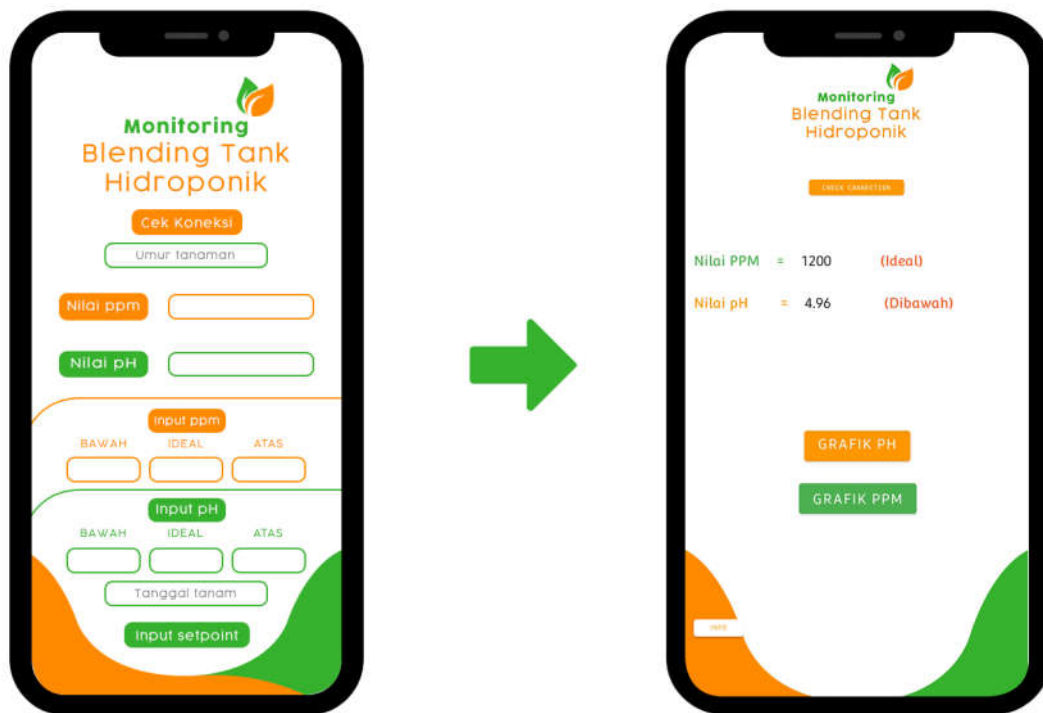 Monitoring
Blending Tank
Hidroponik
Cek Koneksi
Umur tanaman
Nilai ppm
Nilai pH
Input ppm
BAWAH IDEAL ATAS
Input pH
BAWAH IDEAL ATAS
Tanggal tanam
Input setpoint
Monitoring
Blending Tank
Hidroponik
CHECK CONNECTION
Nilai PPM = 1200 (Ideal)
Nilai pH = 4.96 (Dibawah)
GRAFIK PH
GRAFIK PPM